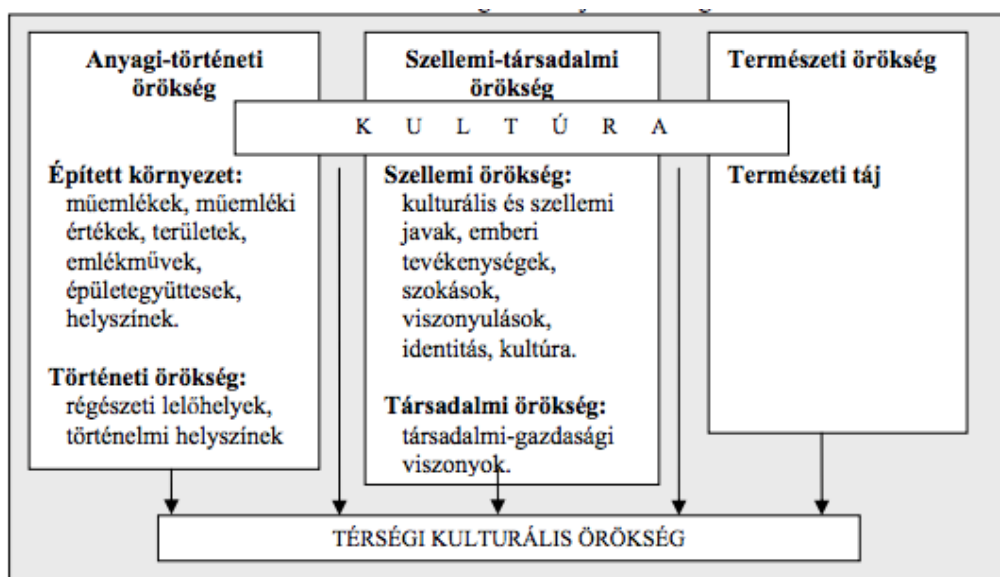 Anyagi-történeti
örökség
Szellemi-társadalmi
örökség
Természeti örökség
K U L T Ú R A
Épített környezet:
műemlékek, műemléki
értékek, területek,
emlékművek,
épületegyüttesek,
helyszínek.
Történeti örökség:
régészeti lelőhelyek,
történelmi helyszínek
Szellemi örökség:
kulturális és szellemi
javak, emberi
tevékenységek,
szokások,
viszonyulások,
identitás, kultúra.
Társadalmi örökség:
társadalmi-gazdasági
viszonyok.
Természeti táj
TÉRSÉGI KULTURÁLIS ÖRÖKSÉG